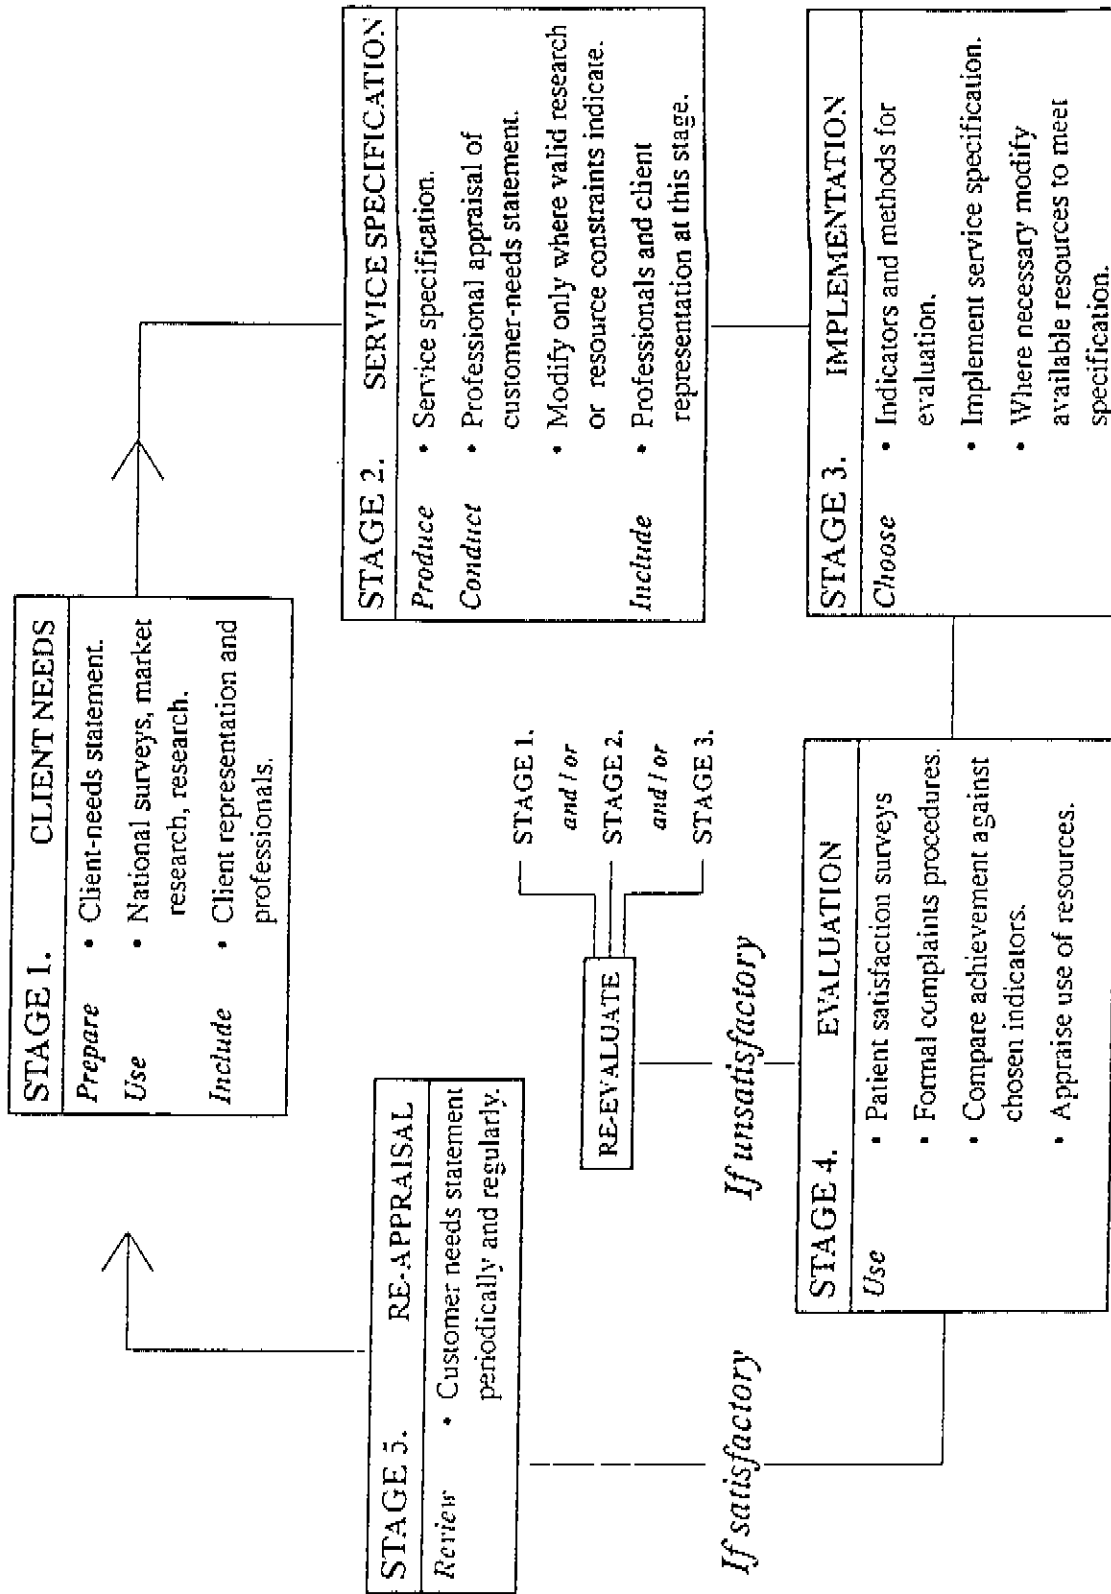 STAGE 1. CLIENT NEEDS
Prepare • Client-needs statement.
Use • National surveys, market
research, research.
Include • Client representation and
professionals.
STAGE 2. SERVICE SPECIFICATION
Produce • Service specification.
Conduct • Professional appraisal of
customer-needs statement.
• Modify only where valid research
or resource constraints indicate.
Include • Professionals and client
representation at this stage.
STAGE 3. IMPLEMENTATION
Choose • Indicators and methods for
evaluation.
• Implement service specification.
• Where necessary modify
available resources to meet
specification.
STAGE 4. EVALUATION
Use • Patient satisfaction surveys
• Formal complaints procedures.
• Compare achievement against
chosen indicators.
• Appraise use of resources.
If unsatisfactory
RE-EVALUATE
STAGE 1.
and / or
STAGE 2.
and / or
STAGE 3.
If satisfactory
STAGE 5. RE-APPRAISAL
Review • Customer needs statement
periodically and regularly.